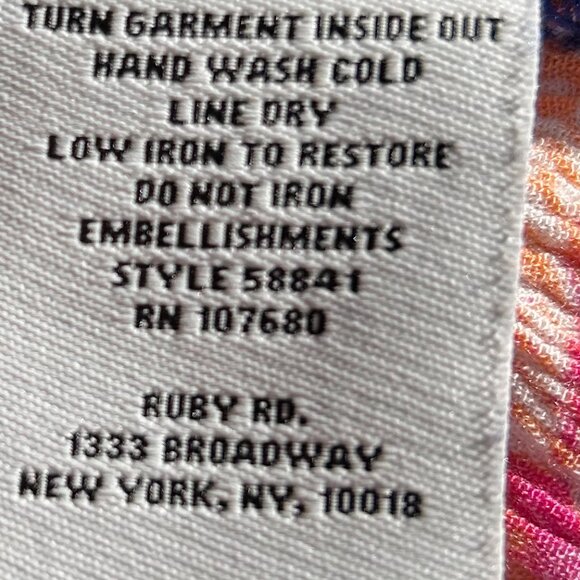 TURN GARMENT INSIDE OUT
HAND WASH COLD
LINE DRY
LOW IRON TO RESTORE
DO NOT IRON
EMBELLISHMENTS
STYLE 58841
RN 107680
RUBY RD.
1333 BROADWAY
NEW YORK, NY, 10018